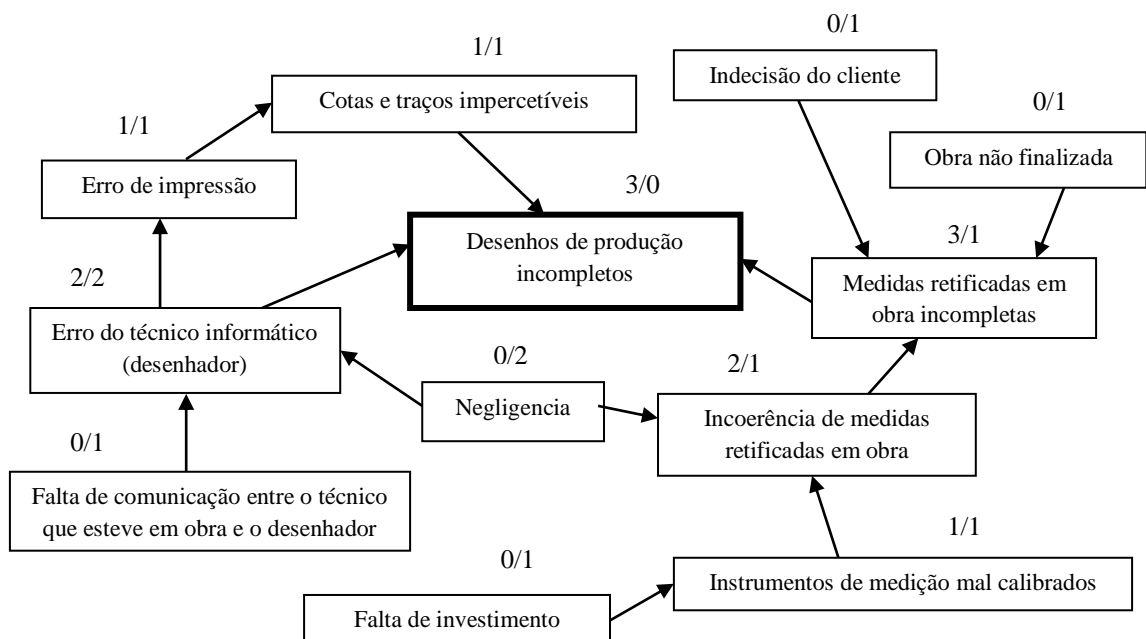 0/1
1/1
Indecisão do cliente
Cotas e traços impercetíveis
0/1
1/1
Obra não finalizada
Erro de impressão
3/0
Desenhos de produção
incompletos
3/1
2/2
Medidas retificadas em
obra incompletas
Erro do técnico informático
(desenhador)
0/2
2/1
Negligencia
Incoerência de medidas
retificadas em obra
0/1
Falta de comunicação entre o técnico
que esteve em obra e o desenhador
1/1
0/1
Instrumentos de medição mal calibrados
Falta de investimento